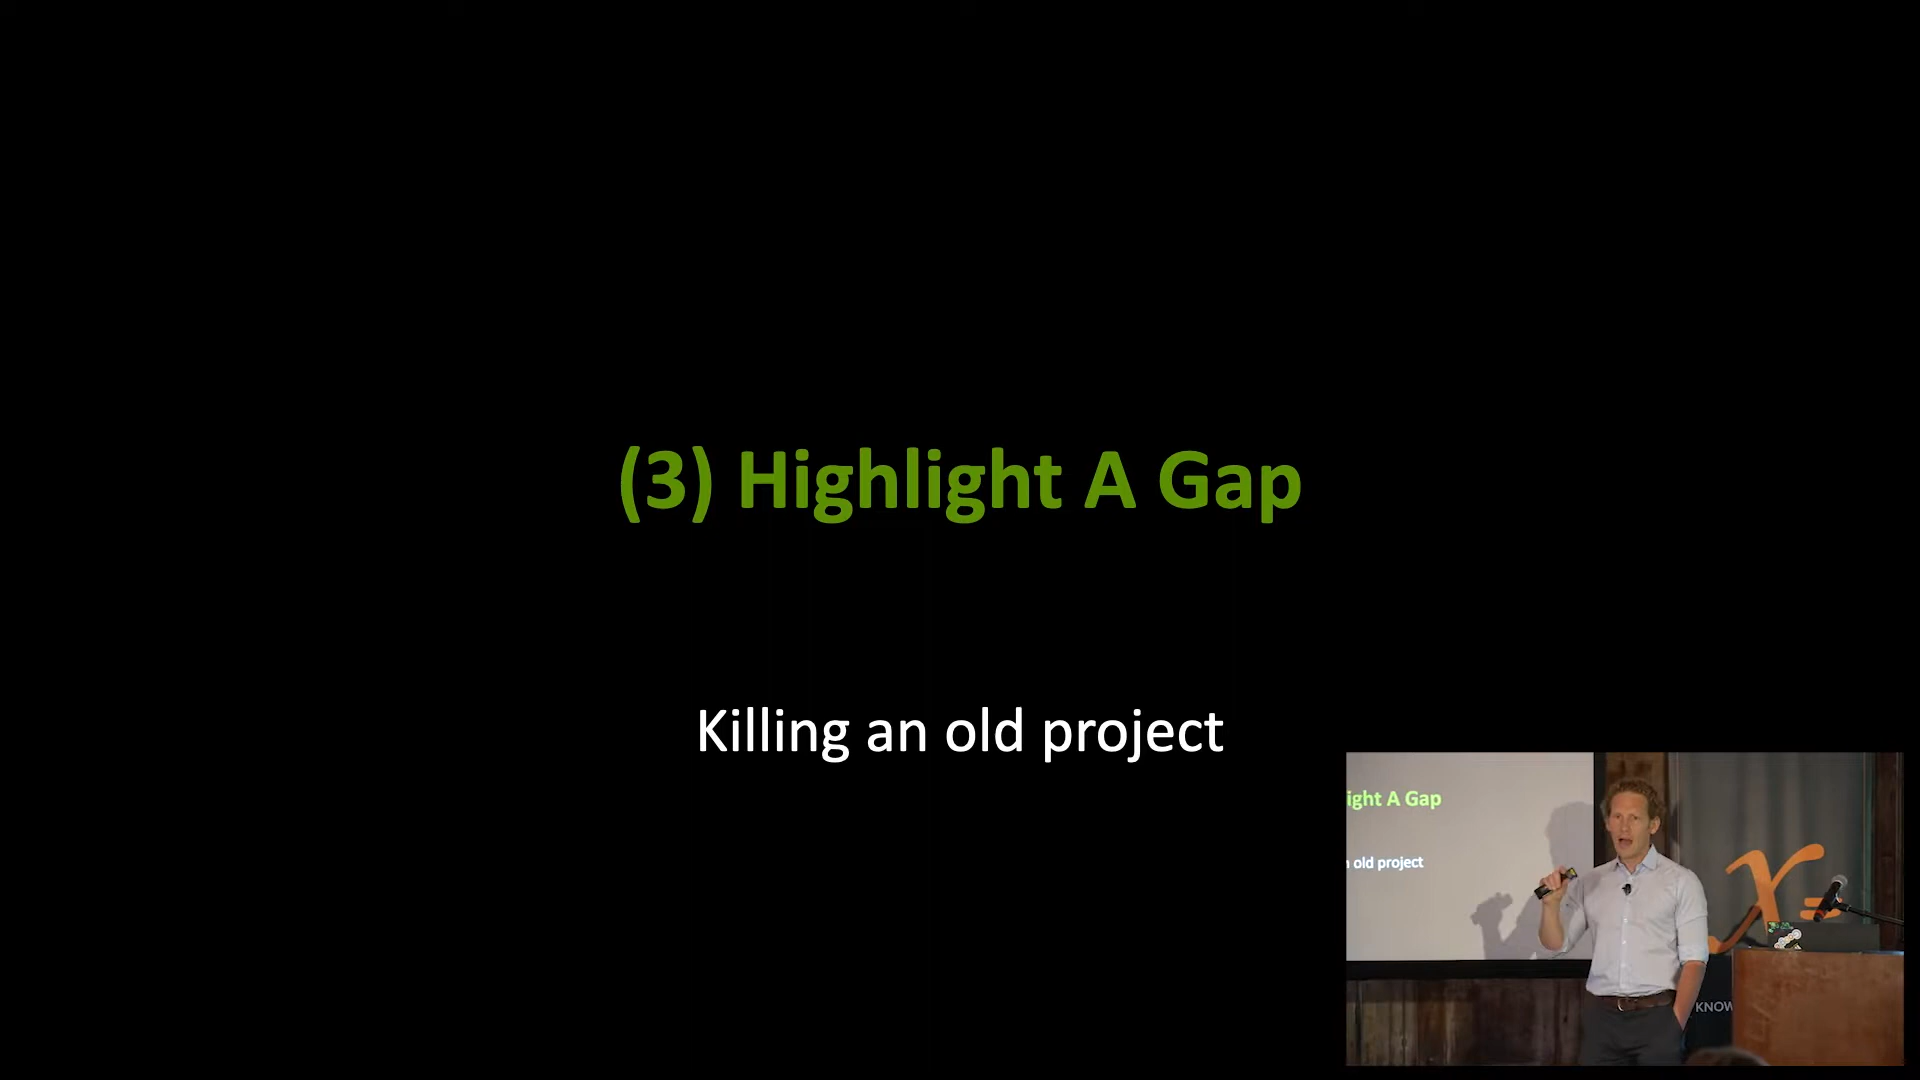 (3) Highlight A Gap
Killing an old project
ight A Gap
old project
KNOW